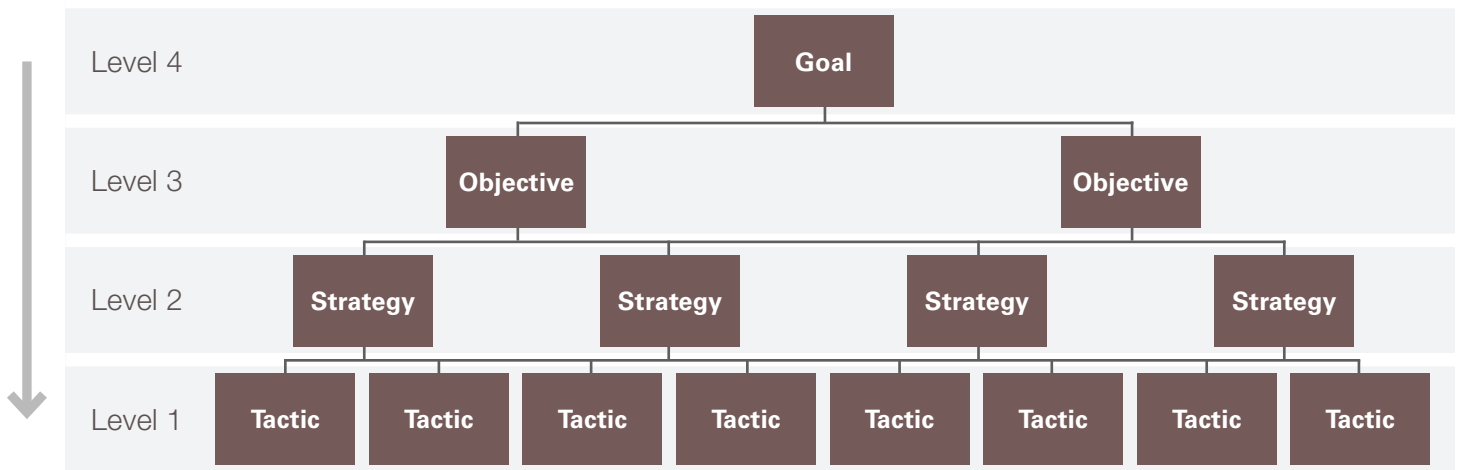 Level 4
Goal
Level 3
Objective
Objective
Level 2
Strategy
Strategy
Strategy
Strategy
Level 1
Tactic
Tactic
Tactic
Tactic
Tactic
Tactic
Tactic
Tactic